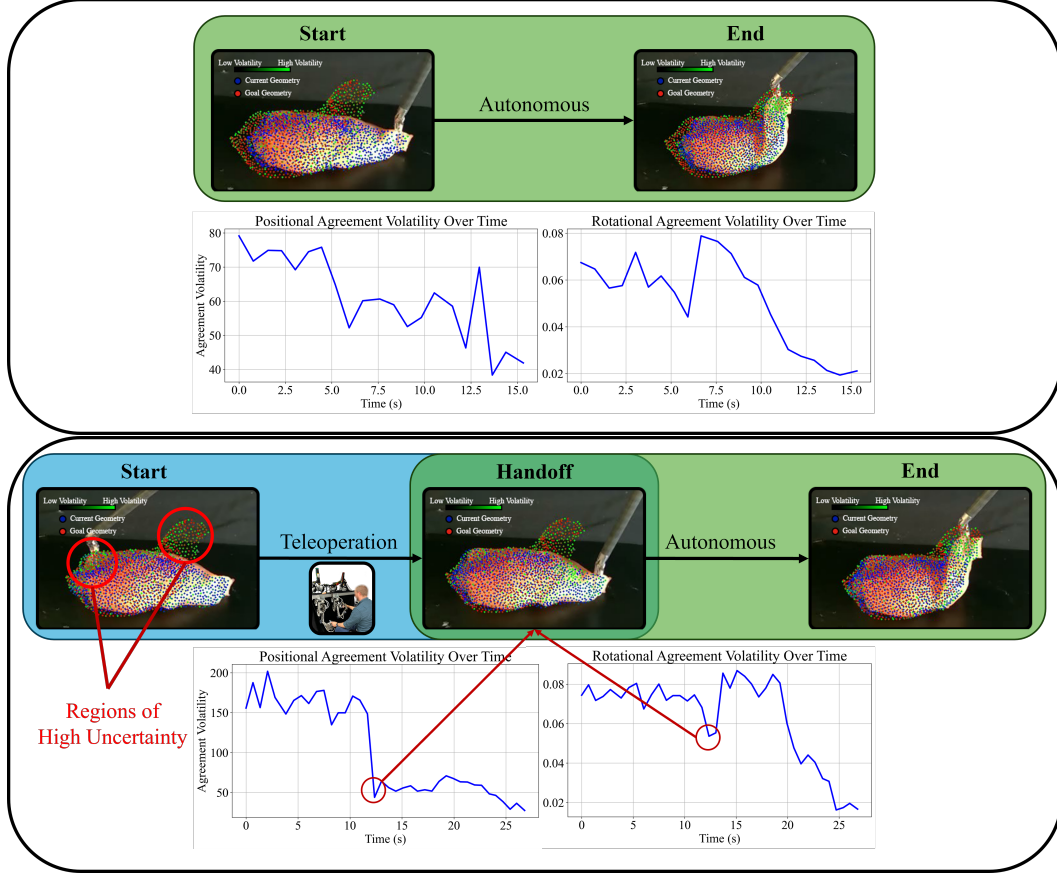 Start
End
Low Volatility High Volatility
Current Geometry
Goal Geometry
Autonomous
Low Volatility High Volatility
Current Geometry
Goal Geometry
Positional Agreement Volatility Over Time
Agreement Volatility
80
70
60
50
40
0.0 2.5 5.0 7.5 10.0 12.5 15.0
Time (s)
Rotational Agreement Volatility Over Time
0.08
0.06
0.04
0.02
0.0 2.5 5.0 7.5 10.0 12.5 15.0
Time (s)
Start
Handoff
End
Low Volatility High Volatility
Current Geometry
Goal Geometry
Teleoperation
Low Volatility High Volatility
Current Geometry
Goal Geometry
Autonomous
Low Volatility High Volatility
Current Geometry
Goal Geometry
Regions of
High Uncertainty
Positional Agreement Volatility Over Time
Agreement Volatility
200
150
100
50
0 5 10 15 20 25
Time (s)
Rotational Agreement Volatility Over Time
0.08
0.06
0.04
0.02
0 5 10 15 20 25
Time (s)